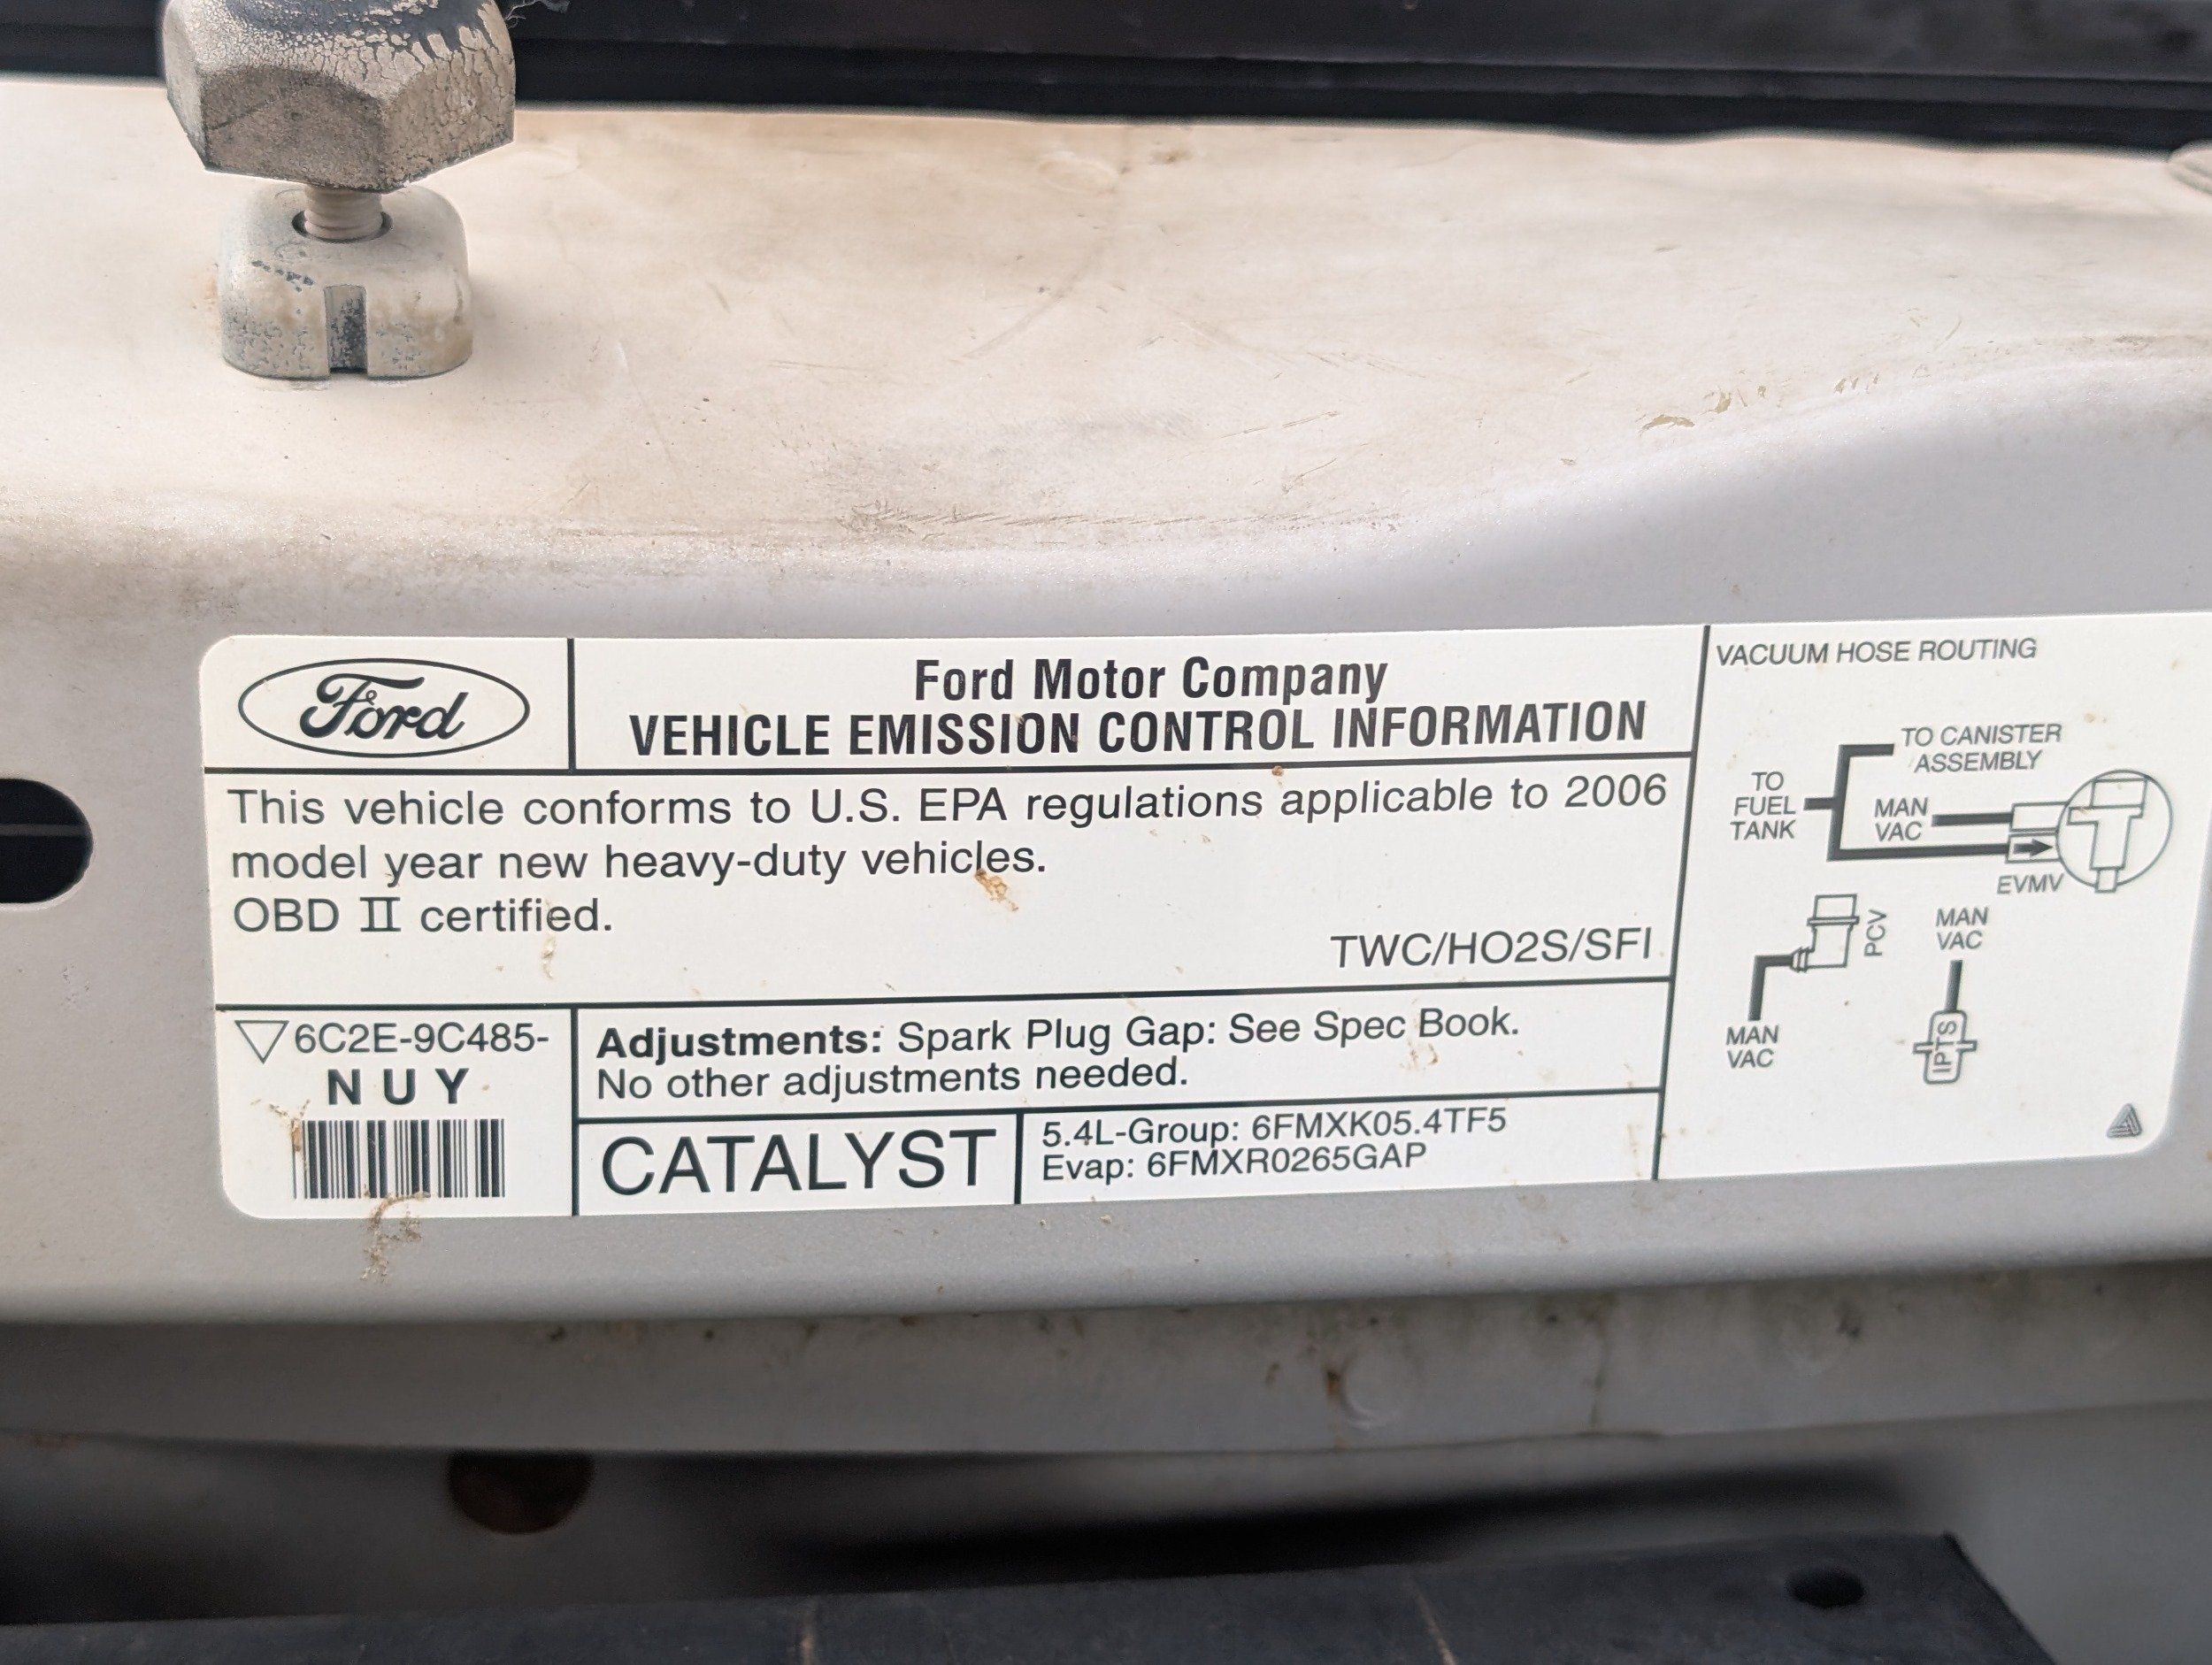 Ford
Ford Motor Company
VEHICLE EMISSION CONTROL INFORMATION
This vehicle conforms to U.S. EPA regulations applicable to 2006
model year new heavy-duty vehicles.
OBD II certified.
TWC/HO2S/SFI
6C2E-9C485-
NUY
Adjustments: Spark Plug Gap: See Spec Book.
No other adjustments needed.
CATALYST
5.4L-Group: 6FMXK05.4TF5
Evap: 6FMXR0265GAP
VACUUM HOSE ROUTING
TO CANISTER
ASSEMBLY
TO
FUEL
TANK
MAN
VAC
EVMV
PCV
MAN
VAC
MAN
VAC
IPTS